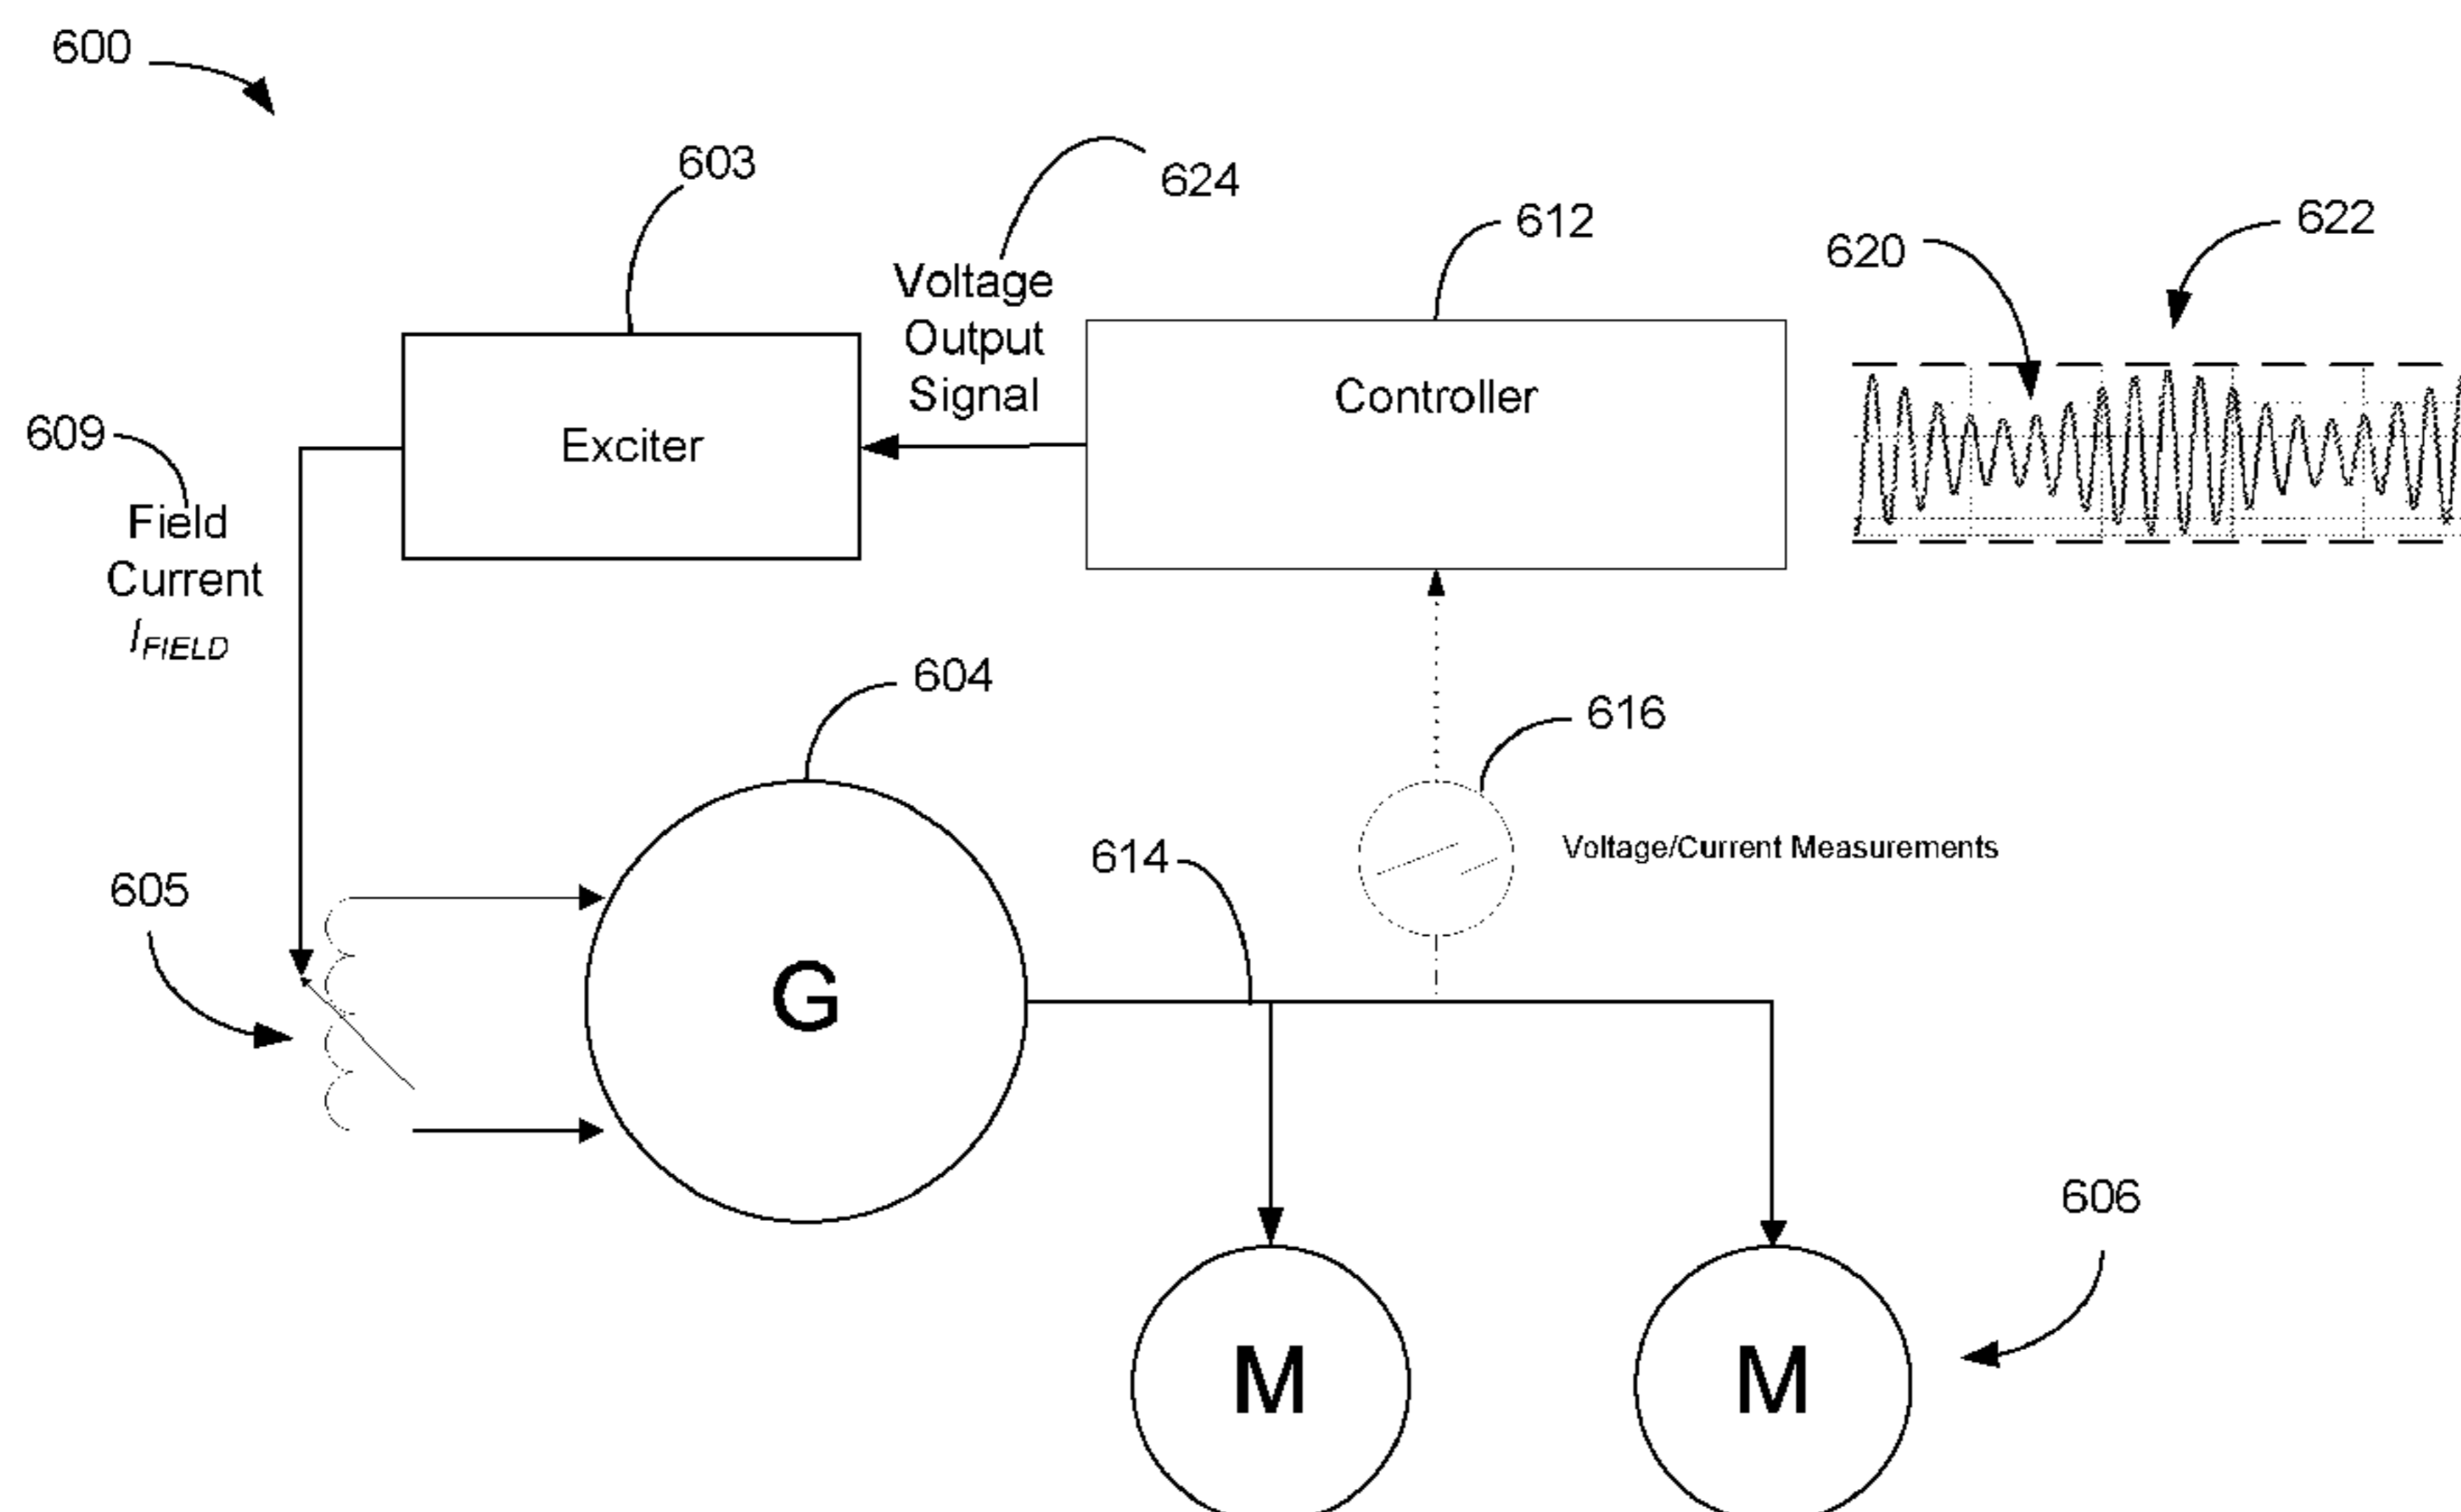 600
603
624
612
620
622
Voltage
Output
Signal
Controller
Exciter
609
Field
Current
I_FIELD
604
616
614
Voltage/Current Measurements
605
G
606
M
M